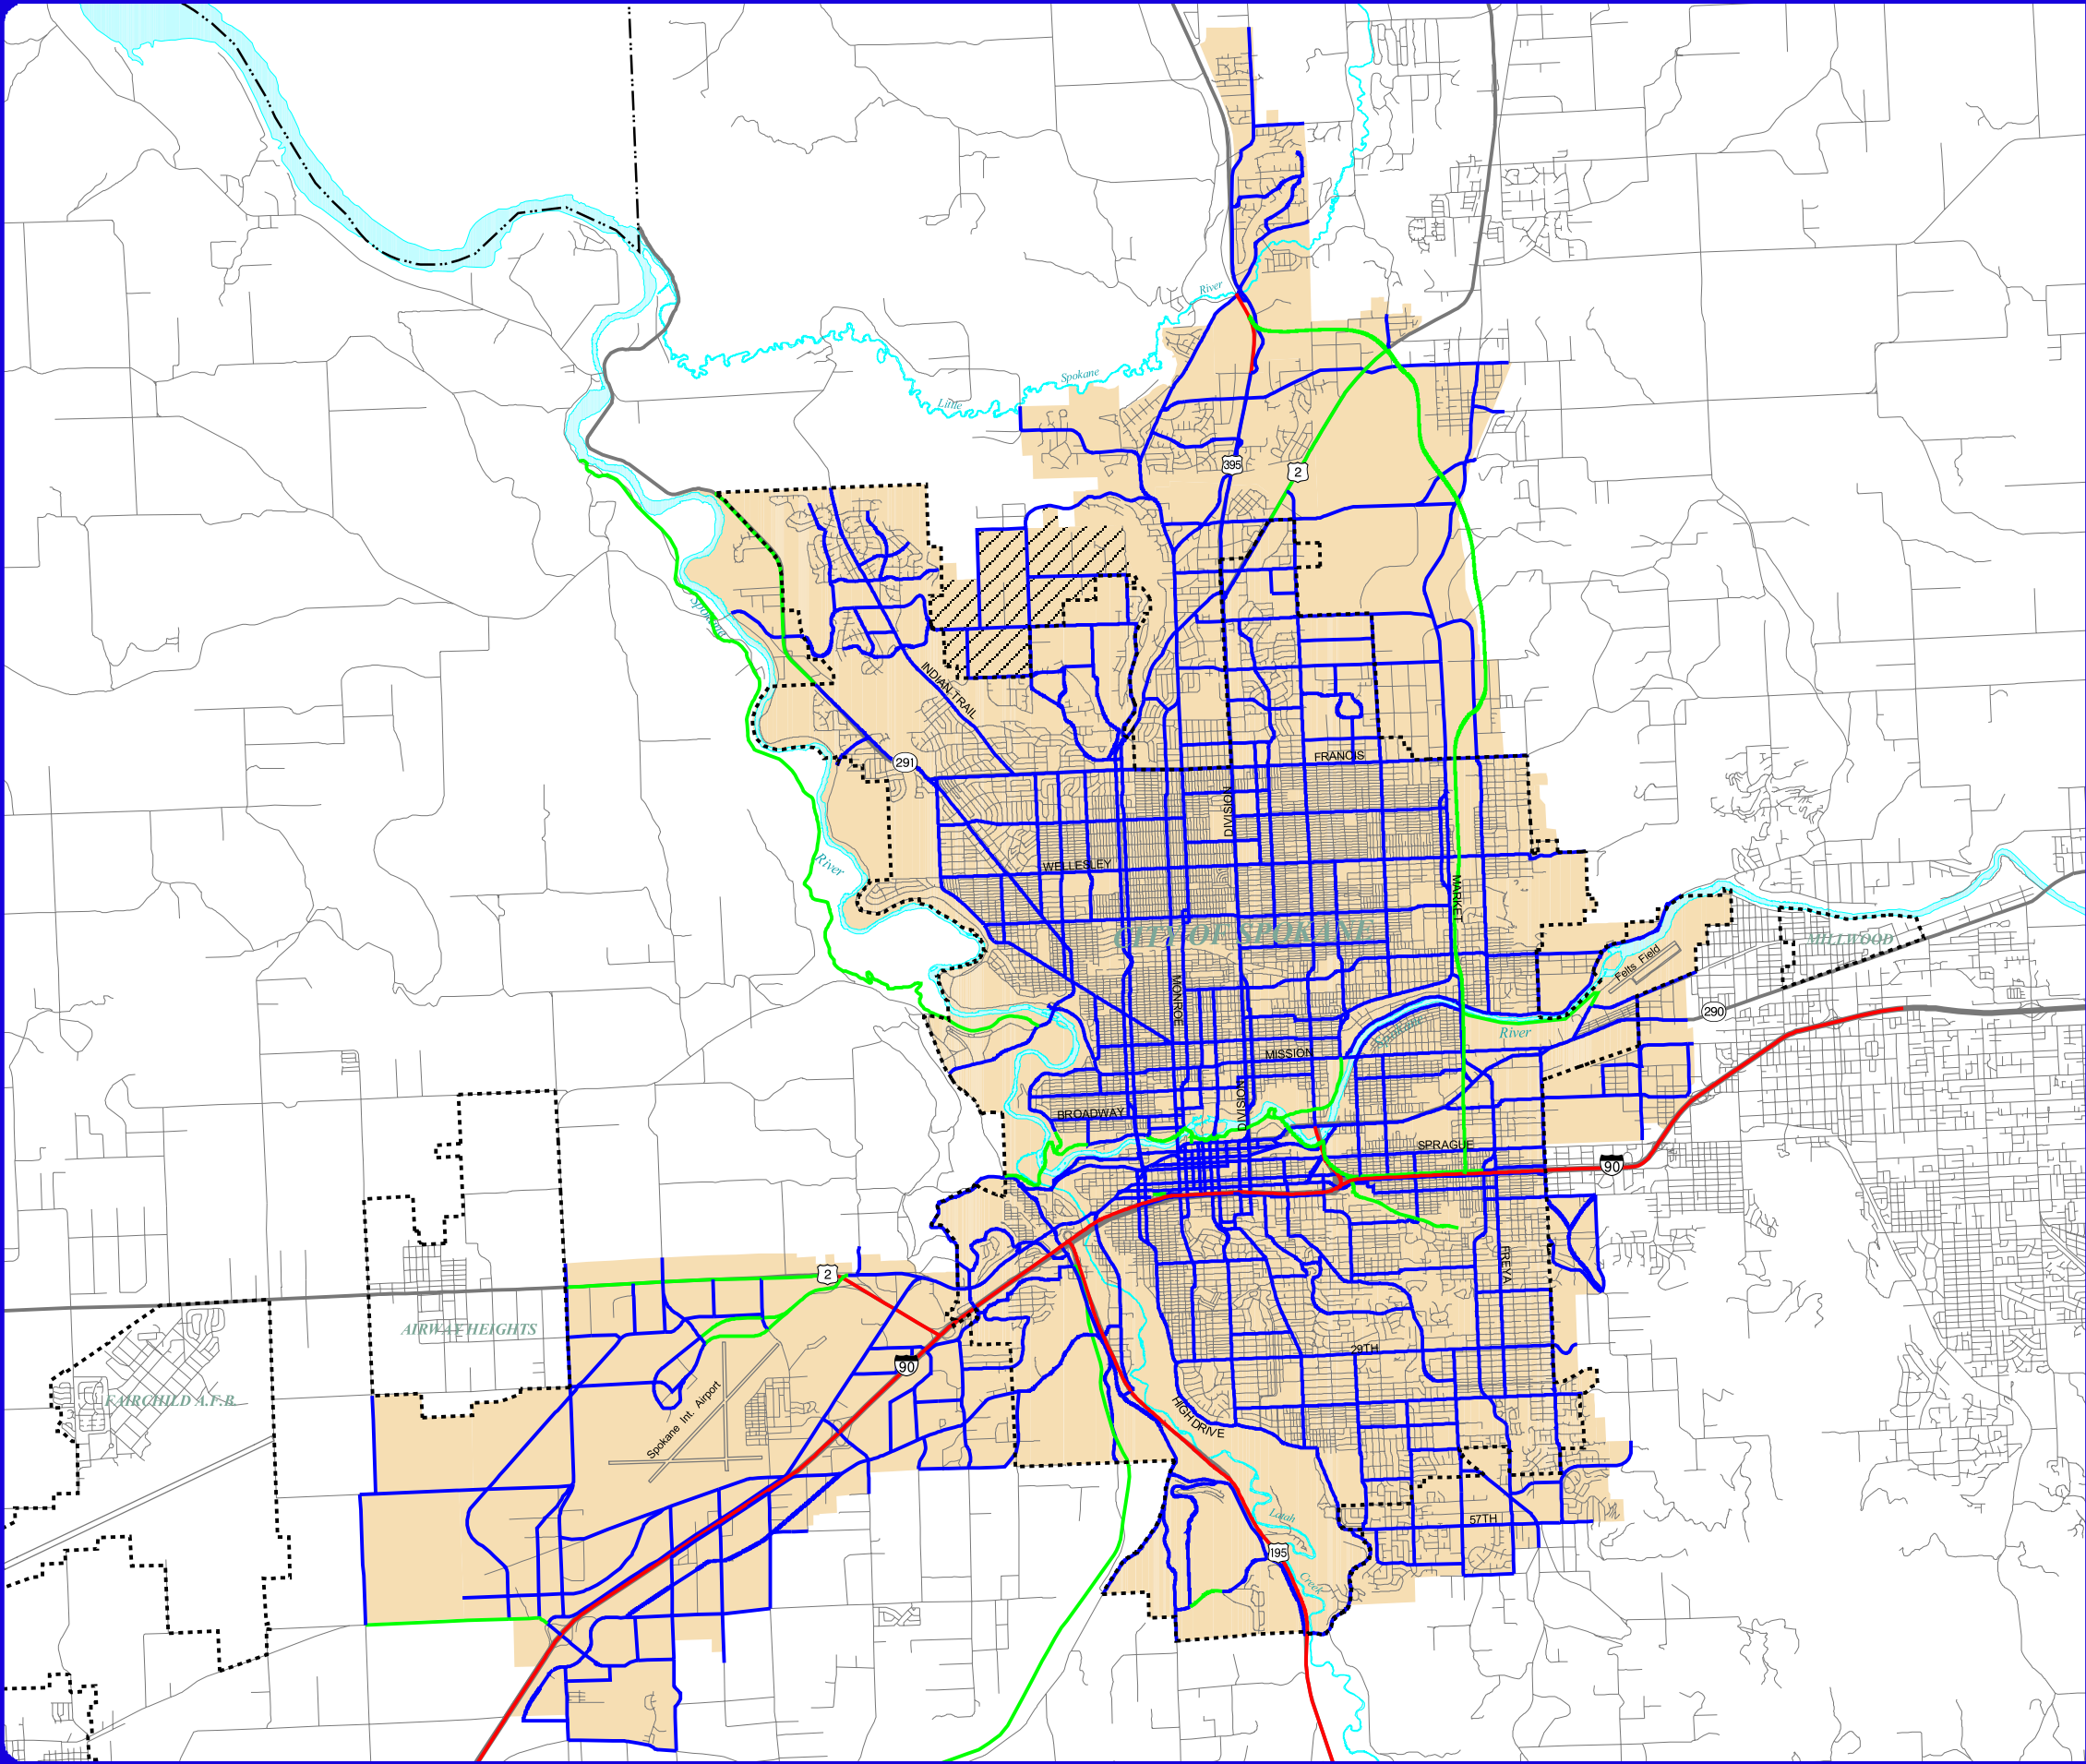 River
Spokane
Little
395
2
Spokane
INDIAN TRAIL
291
FRANCIS
DIVISION
River
WELLESLEY
MARKET
CITY OF SPOKANE
MILLWOOD
Felts Field
MONROE
290
Spokane
River
MISSION
DIVISION
BROADWAY
SPRAGUE
90
FREYA
2
AIRWAY HEIGHTS
29TH
90
FAIRCHILD A.F.B.
Spokane Int. Airport
HIGH DRIVE
Latah
57TH
195
Creek